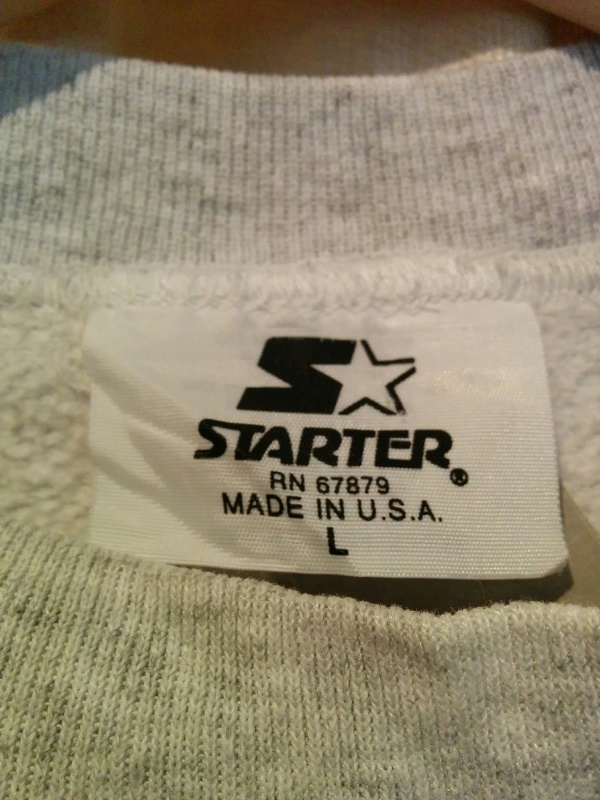 STARTER®
RN 67879
MADE IN U.S.A.
L